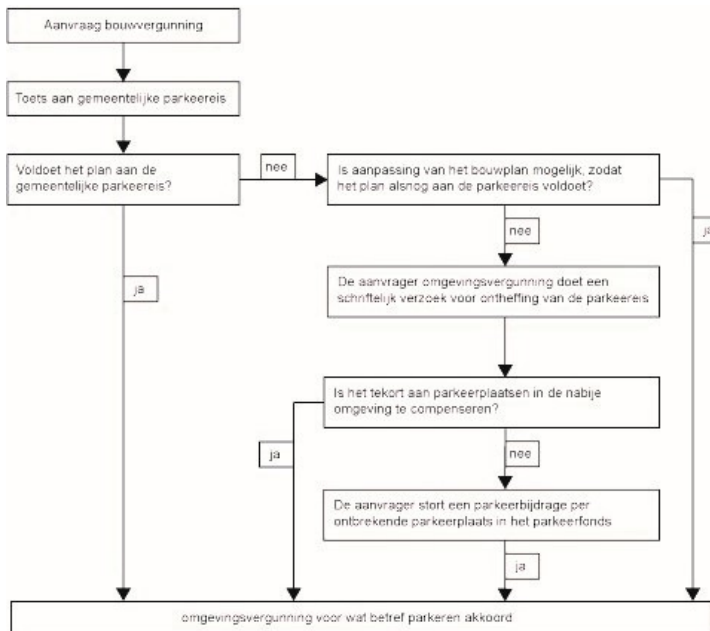 Aanvraag bouwvergunning
Toets aan gemeentelijke parkeereis
Voldoet het plan aan de
gemeentelijke parkeereis?
nee
Is aanpassing van het bouwplan mogelijk, zodat
het plan alsnog aan de parkeereis voldoet?
nee
ja
ja
De aanvrager omgevingsvergunning doet een
schriftelijk verzoek voor ontheffing van de parkeereis
Is het tekort aan parkeerplaatsen in de nabije
omgeving te compenseren?
ja
nee
De aanvrager stort een parkeerbijdrage per
ontbrekende parkeerplaats in het parkeerfonds
ja
omgevingsvergunning voor wat betref parkeren akkoord